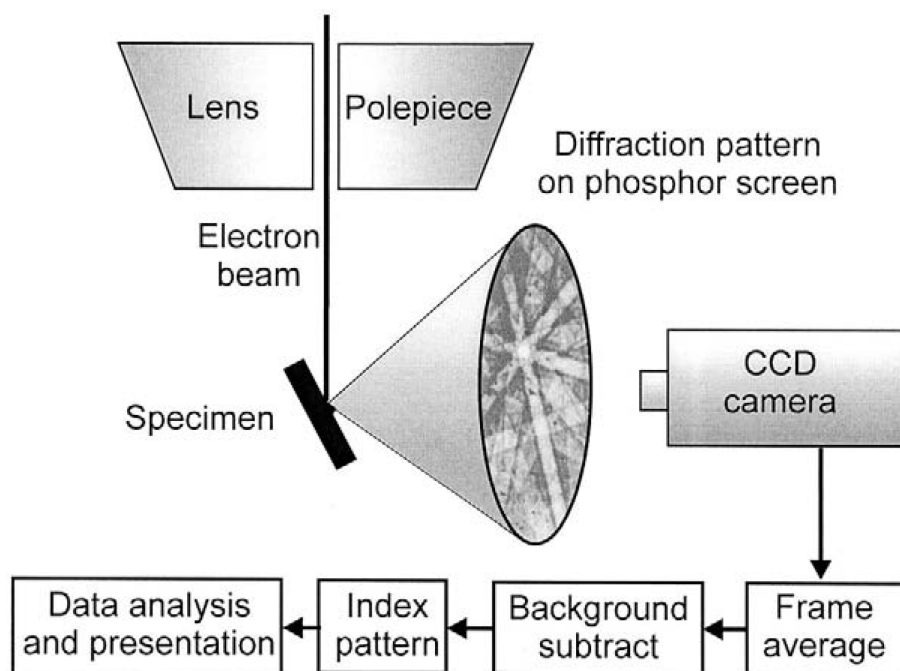 Lens
Polepiece
Diffraction pattern
on phosphor screen
Electron
beam
CCD
camera
Specimen
Data analysis
and presentation
Index
pattern
Background
subtract
Frame
average